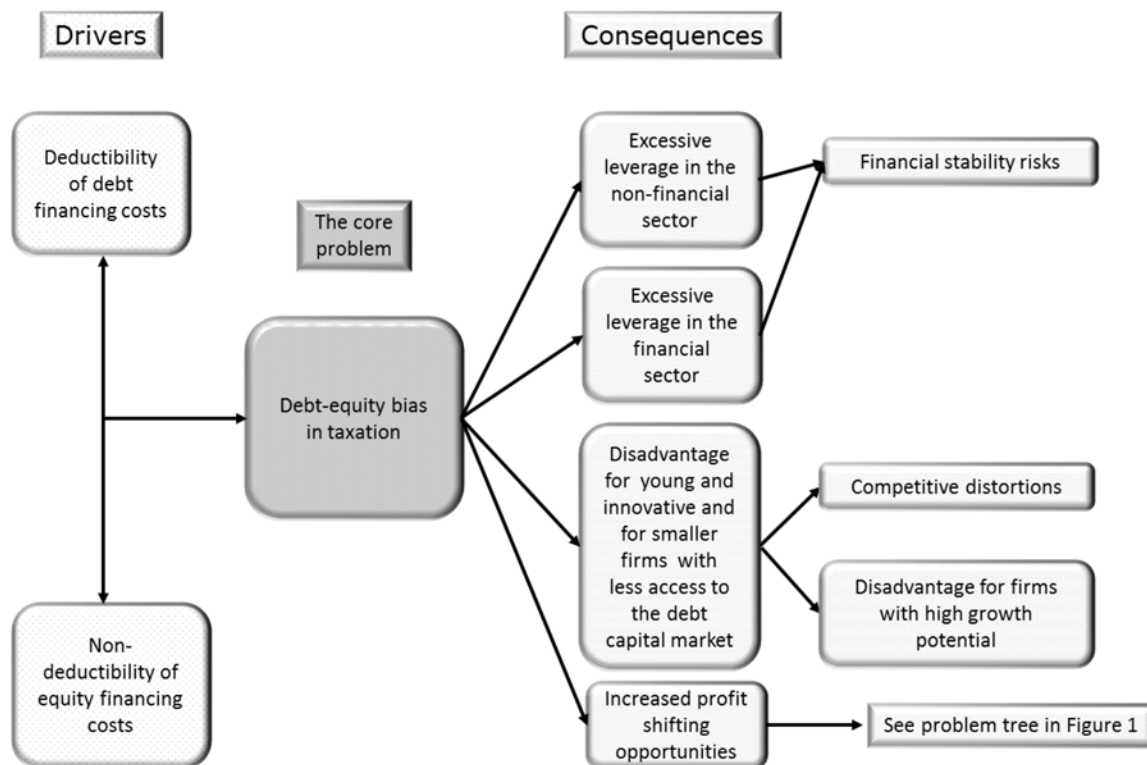 Drivers
Consequences
Deductibility
of debt
financing costs
The core
problem
Debt-equity bias
in taxation
Non-
deductibility of
equity financing
costs
Excessive
leverage in the
non-financial
sector
Financial stability risks
Excessive
leverage in the
financial
sector
Disadvantage
for young and
innovative and
for smaller
firms with
less access to
the debt
capital market
Competitive distortions
Disadvantage for firms
with high growth
potential
Increased profit
shifting
opportunities
See problem tree in Figure 1